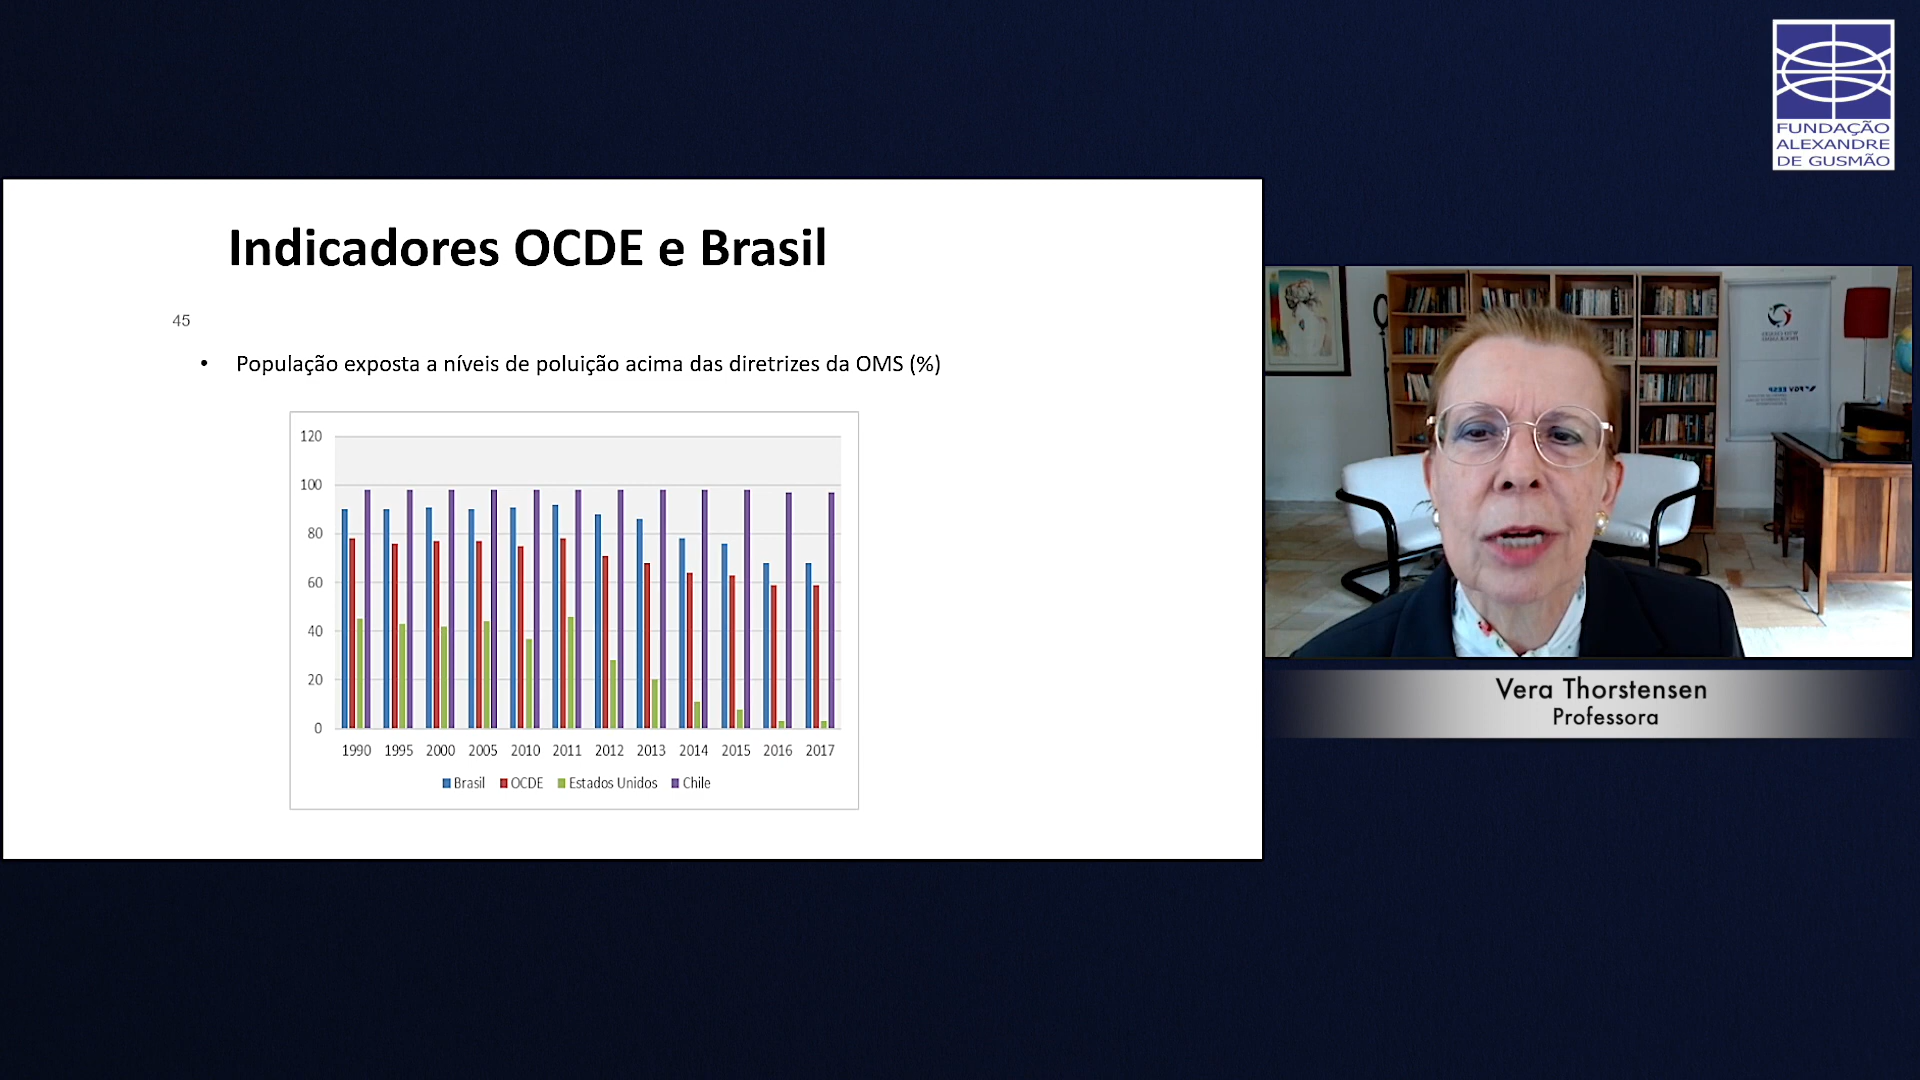 FUNDAÇÃO
ALEXANDRE
DE GUSMÃO
Indicadores OCDE e Brasil
45
• População exposta a níveis de poluição acima das diretrizes da OMS (%)
120
100
80
60
40
20
0
1990 1995 2000 2005 2010 2011 2012 2013 2014 2015 2016 2017
Brasil OCDE Estados Unidos Chile
FGV EESP
Vera Thorstensen
Professora